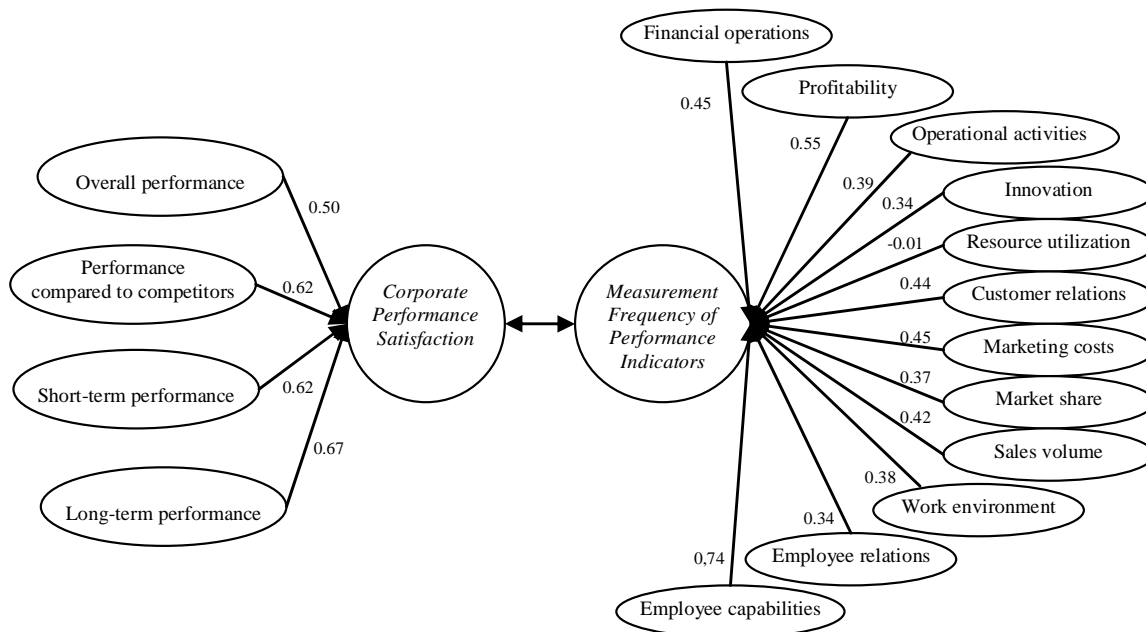 Financial operations
0.45
Profitability
0.55
Operational activities
0.39
Innovation
0.34
Resource utilization
-0.01
Customer relations
0.44
Marketing costs
0.45
Market share
0.37
Sales volume
0.42
Work environment
0.38
Employee relations
0.34
Employee capabilities
0,74
Overall performance
0.50
Performance
compared to competitors
0.62
Short-term performance
0.62
Long-term performance
0.67
Corporate
Performance
Satisfaction
Measurement
Frequency of
Performance
Indicators